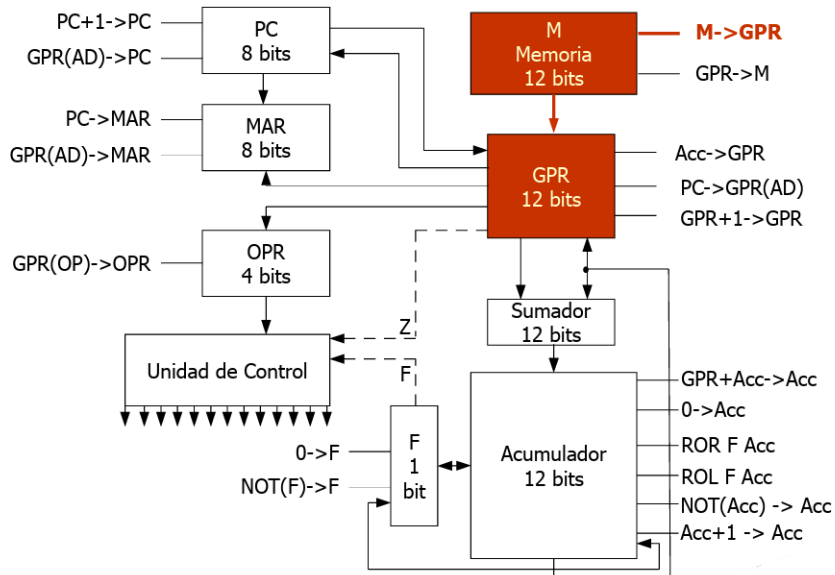 PC+1->PC
GPR(AD)->PC
PC
8 bits
M
Memoria
12 bits
M->GPR
GPR->M
PC->MAR
GPR(AD)->MAR
MAR
8 bits
GPR
12 bits
Acc->GPR
PC->GPR(AD)
GPR+1->GPR
GPR(OP)->OPR
OPR
4 bits
Z
F
Sumador
12 bits
Unidad de Control
0->F
NOT(F)->F
F
1
bit
Acumulador
12 bits
GPR+Acc->Acc
0->Acc
ROR F Acc
ROL F Acc
NOT(Acc) -> Acc
Acc+1 -> Acc